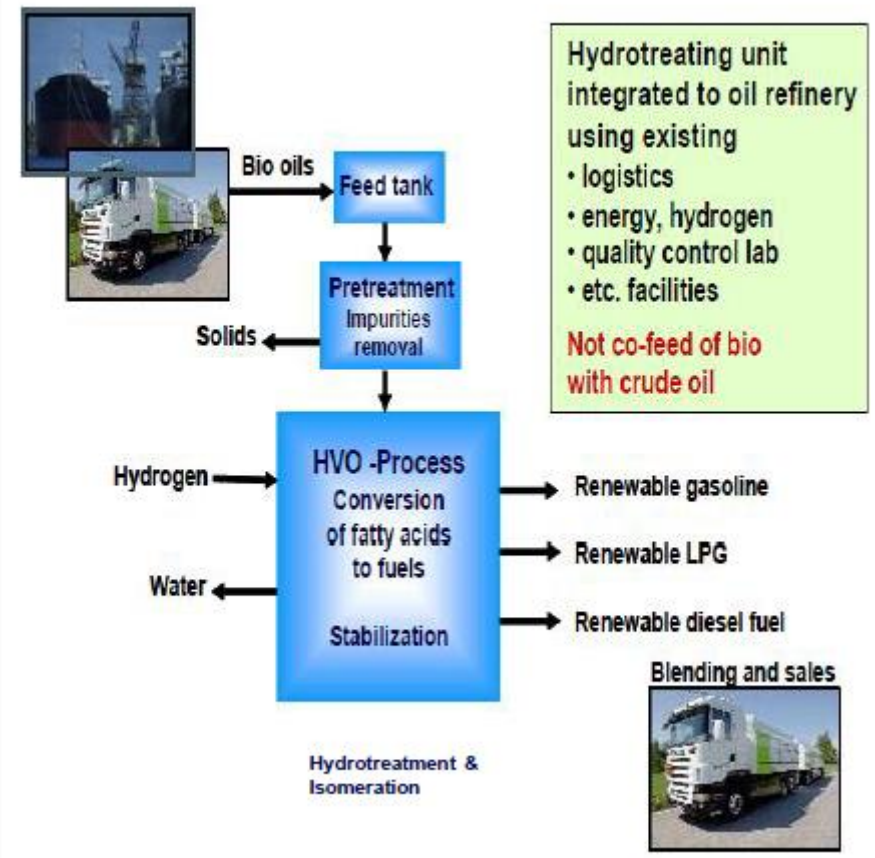 Bio oils
Feed tank
Pretreatment
Impurities
removal
Solids
HVO -Process
Conversion
of fatty acids
to fuels
Stabilization
Hydrogen
Water
Renewable gasoline
Renewable LPG
Renewable diesel fuel
Blending and sales
Hydrotreatment &
Isomeration
Hydrotreating unit
integrated to oil refinery
using existing
• logistics
• energy, hydrogen
• quality control lab
• etc. facilities
Not co-feed of bio
with crude oil